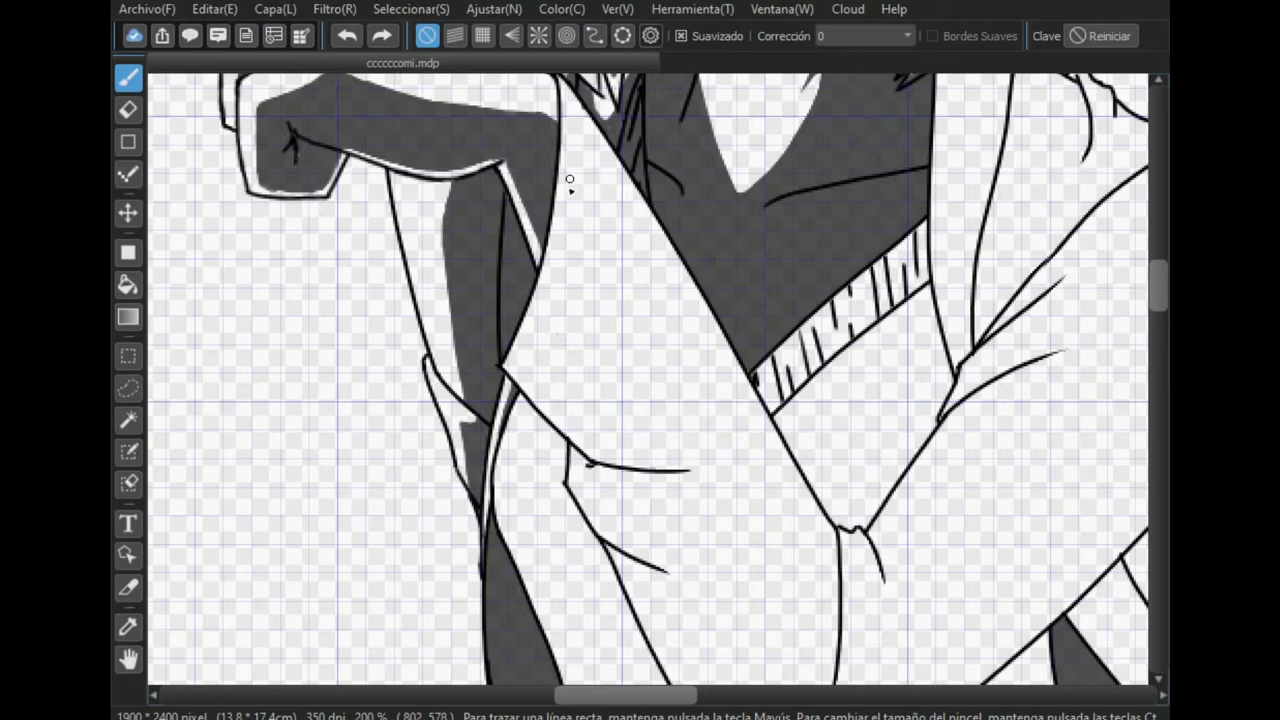 Archivo(F) Editar(E) Capa(L) Filtro(R) Seleccionar(S) Ajustar(N) Color(C) Ver(V) Herramienta(T) Ventana(W) Cloud Help
Suavizado Corrección 0 Bordes Suaves Clave Reiniciar
ccccccomi.mdp
T
1900 * 2400 pixel (13.8 * 17.4cm) 350 dpi 200 % (802, 578) Para trazar una línea recta, mantenga pulsada la tecla Mayús. Para cambiar el tamaño del pincel, mantenga pulsadas las teclas